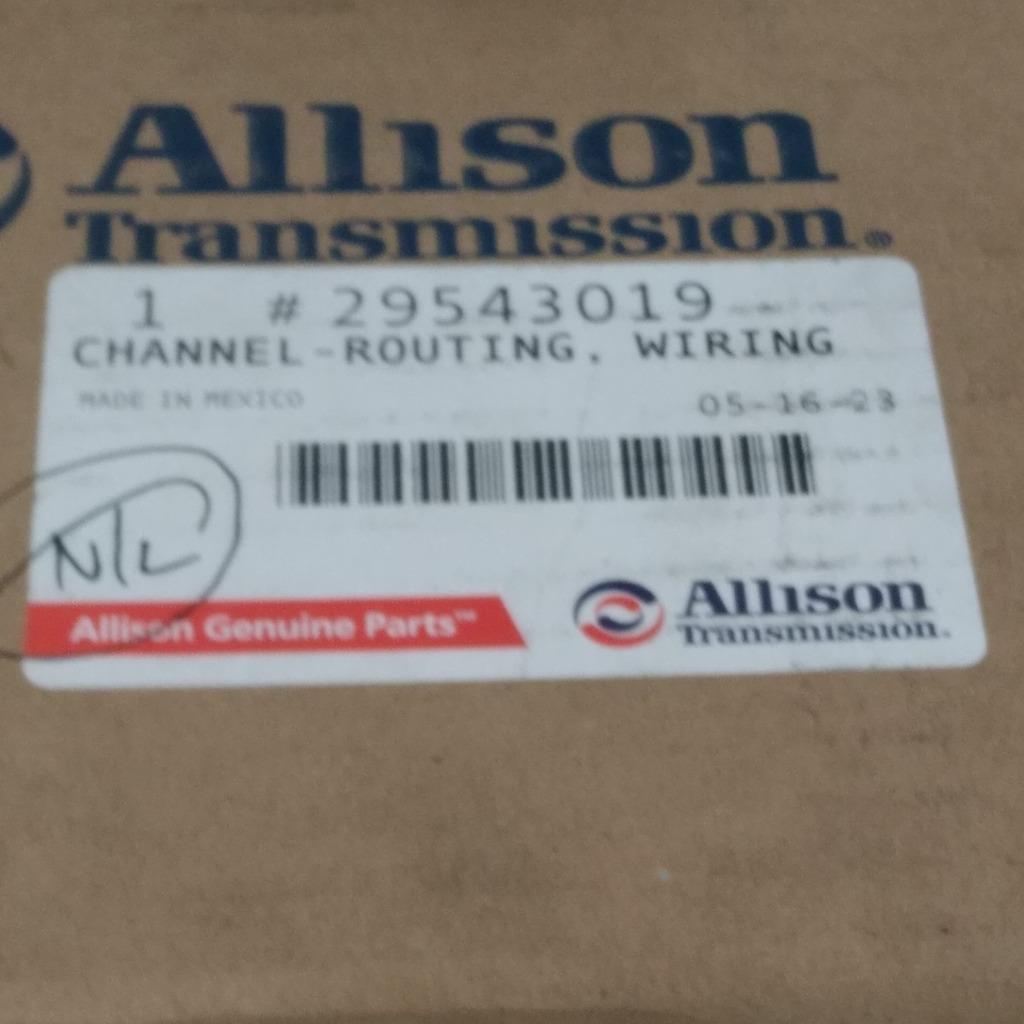 Allison
Transmission®
1 #29543019
CHANNEL-ROUTING, WIRING
MADE IN MEXICO
05-16-23
N/L
Allison Genuine Parts™
Allison
Transmission.